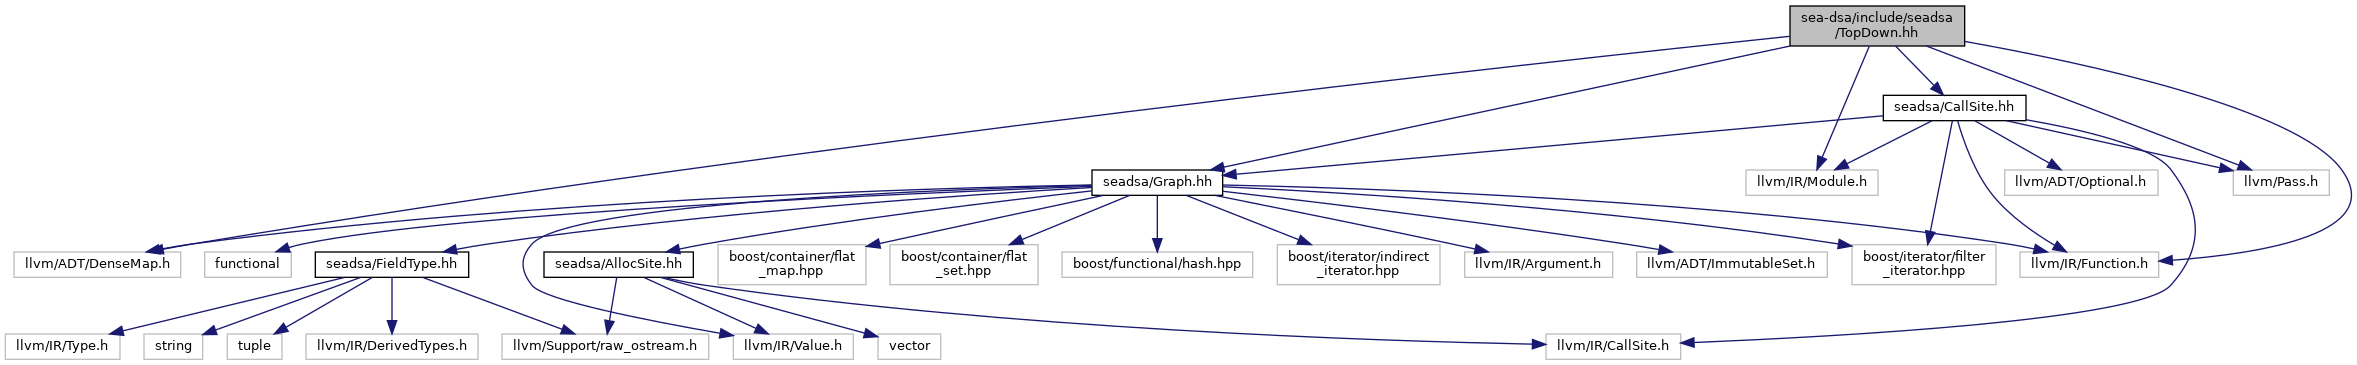 sea-dsa/include/seadsa
/TopDown.hh
seadsa/CallSite.hh
seadsa/Graph.hh
llvm/IR/Module.h
llvm/ADT/Optional.h
llvm/Pass.h
llvm/ADT/DenseMap.h
functional
seadsa/FieldType.hh
seadsa/AllocSite.hh
boost/container/flat
_map.hpp
boost/container/flat
_set.hpp
boost/functional/hash.hpp
boost/iterator/indirect
_iterator.hpp
llvm/IR/Argument.h
llvm/ADT/ImmutableSet.h
boost/iterator/filter
_iterator.hpp
llvm/IR/Function.h
llvm/IR/Type.h
string
tuple
llvm/IR/DerivedTypes.h
llvm/Support/raw_ostream.h
llvm/IR/Value.h
vector
llvm/IR/CallSite.h